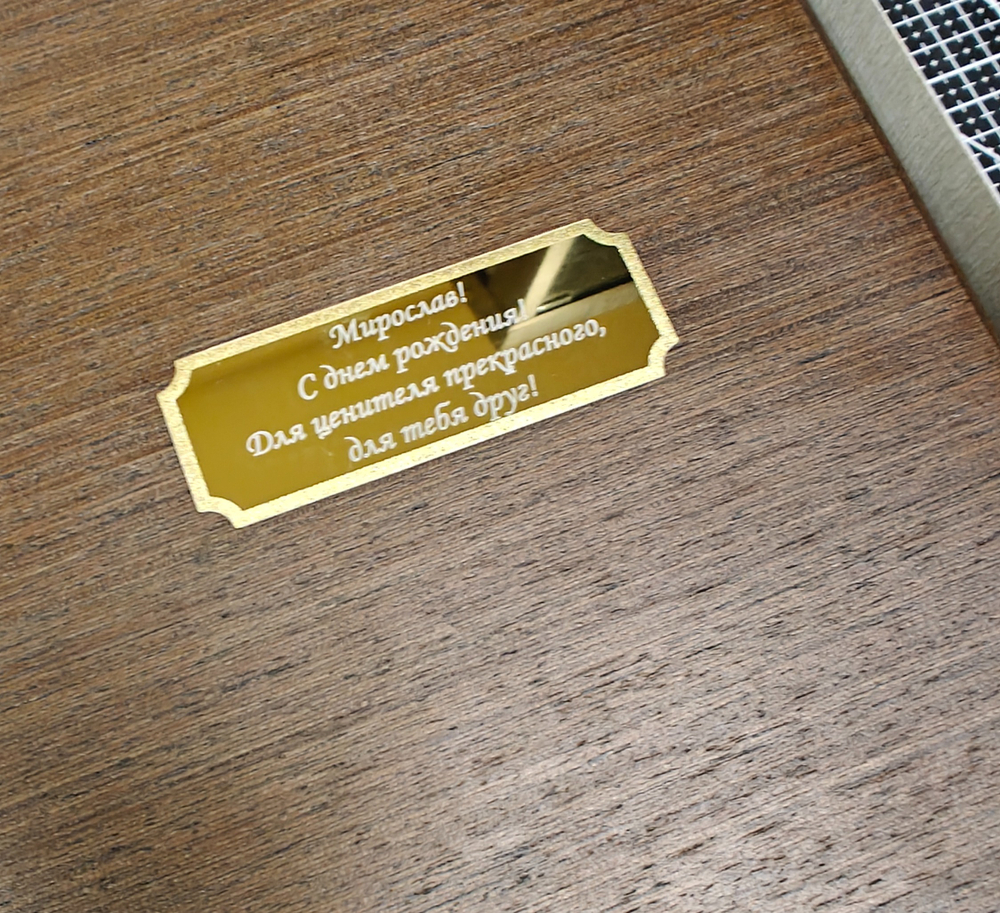 Мирослав!
С днем рождения!
Для ценителя прекрасного,
для тебя друг!